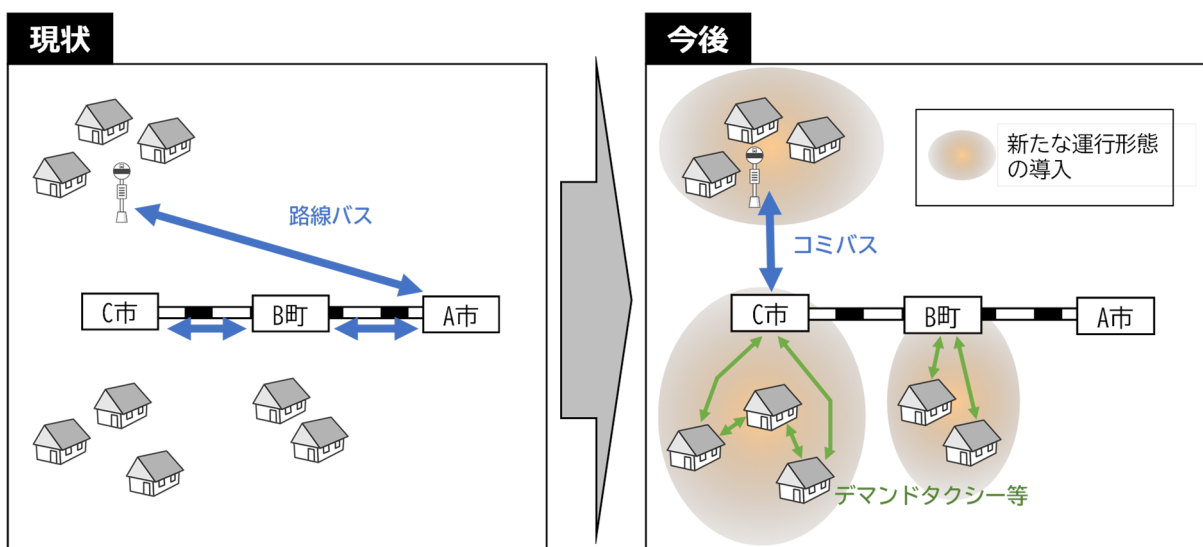 現状
路線バス
C市
B町
A市
今後
新たな運行形態
の導入
コミバス
C市
B町
A市
デマンドタクシー等